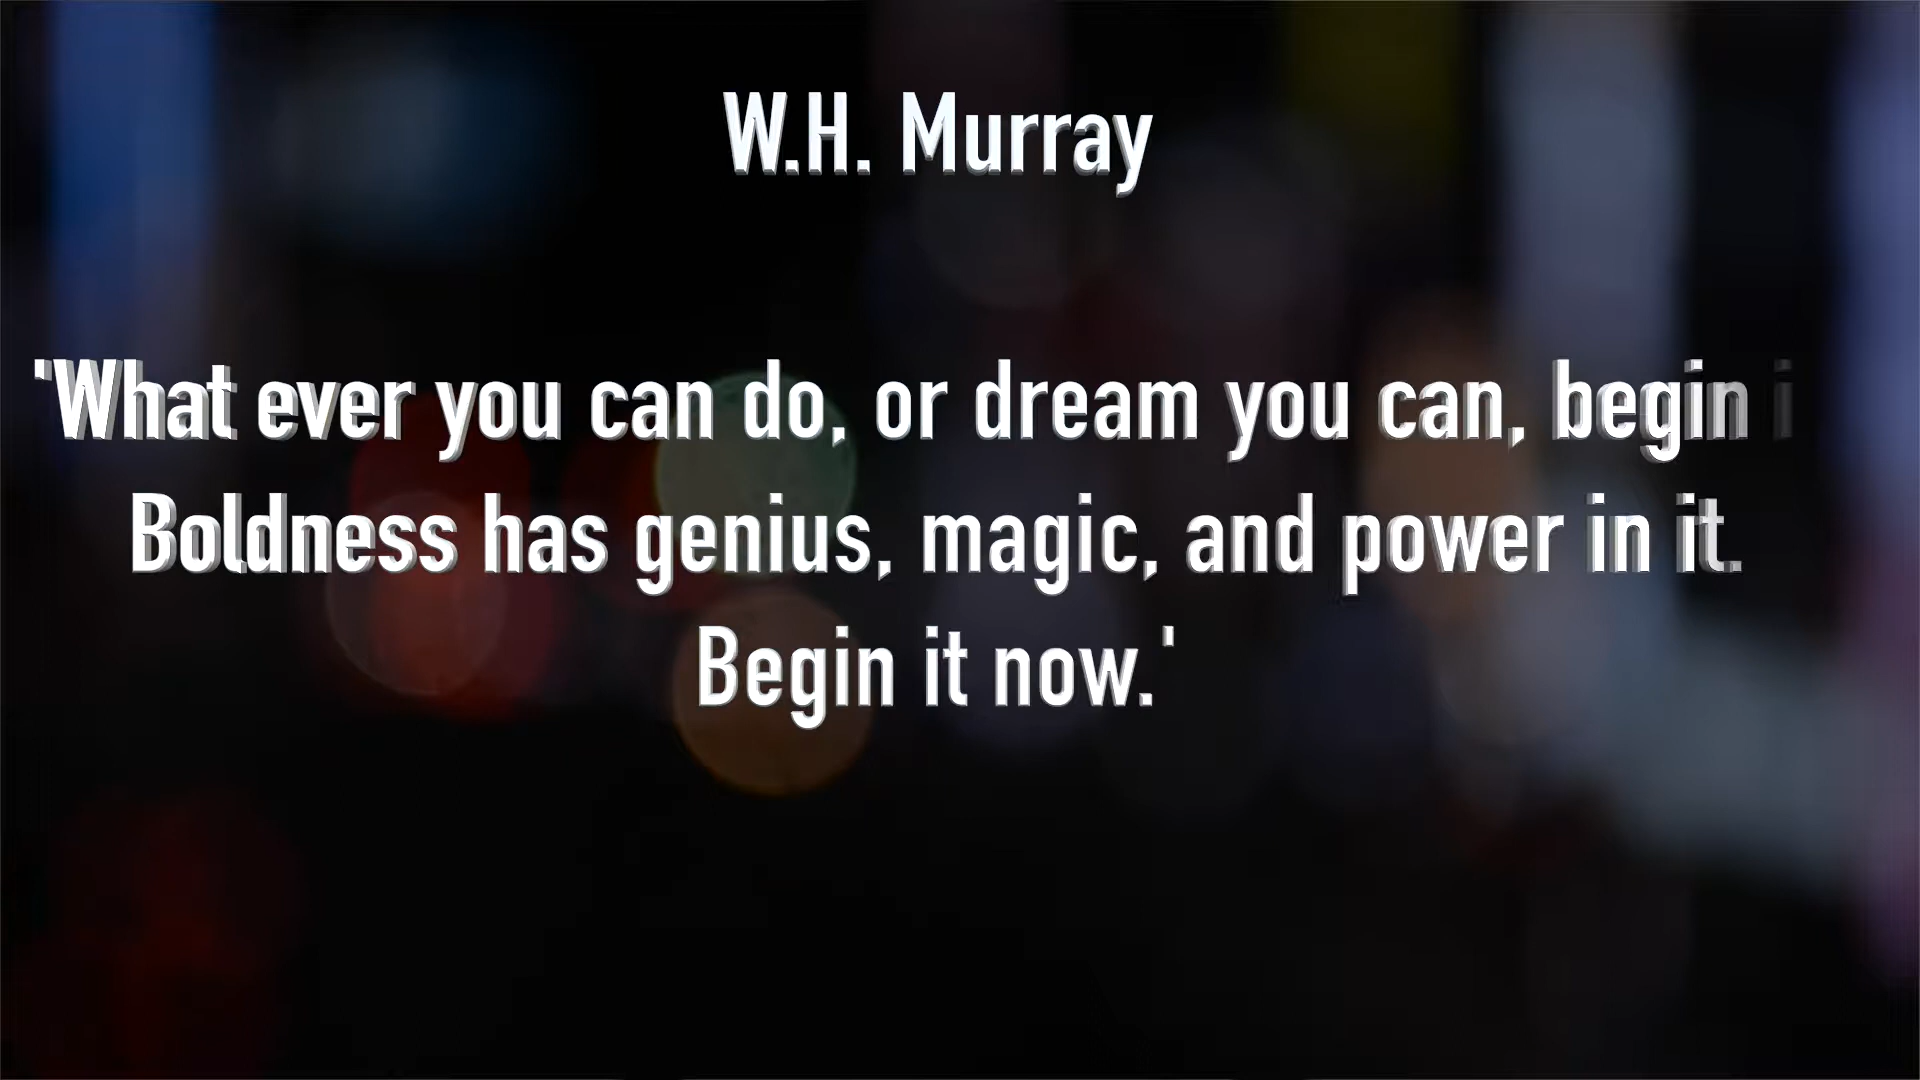 W.H. Murray
'What ever you can do, or dream you can, begin i
Boldness has genius, magic, and power in it.
Begin it now.'